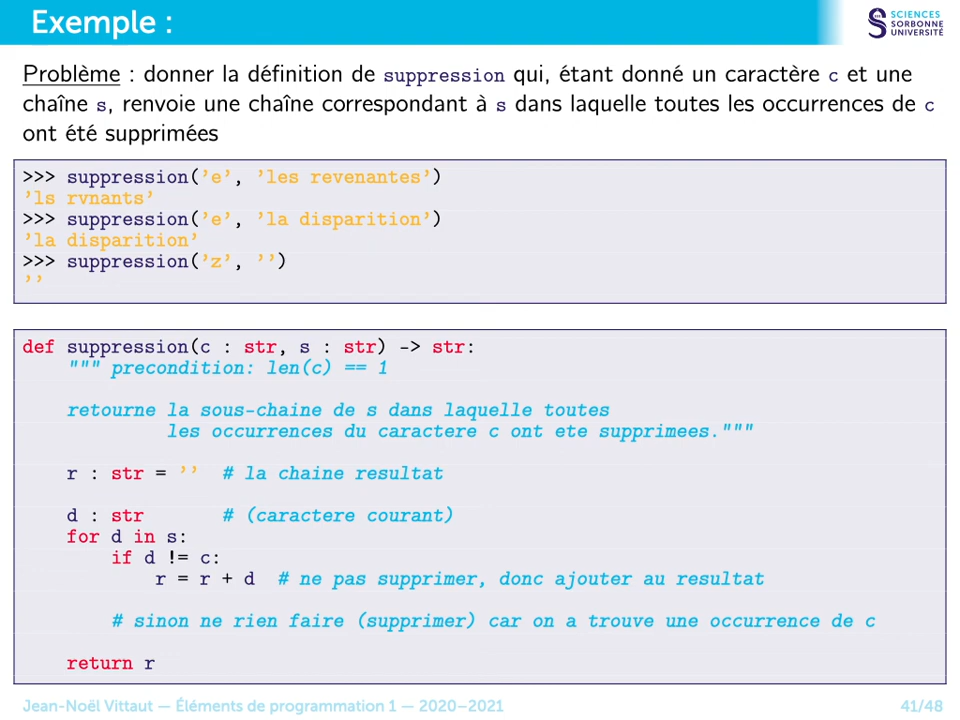 Exemple :
SCIENCES
SORBONNE
UNIVERSITÉ
Problème : donner la définition de suppression qui, étant donné un caractère c et une
chaîne s, renvoie une chaîne correspondant à s dans laquelle toutes les occurrences de c
ont été supprimées
>>> suppression(’e’, ’les revenantes’)
’ls rvnants’
>>> suppression(’e’, ’la disparition’)
’la disparition’
>>> suppression(’z’, ’’)
’’
def suppression(c : str, s : str) -> str:
    """ precondition: len(c) == 1
    retourne la sous-chaine de s dans laquelle toutes
             les occurrences du caractere c ont ete supprimees."""
    r : str = ’’  # la chaine resultat
    d : str       # (caractere courant)
    for d in s:
        if d != c:
            r = r + d  # ne pas supprimer, donc ajouter au resultat
        # sinon ne rien faire (supprimer) car on a trouve une occurrence de c
    return r
Jean-Noël Vittaut — Éléments de programmation 1 — 2020–2021
41/48